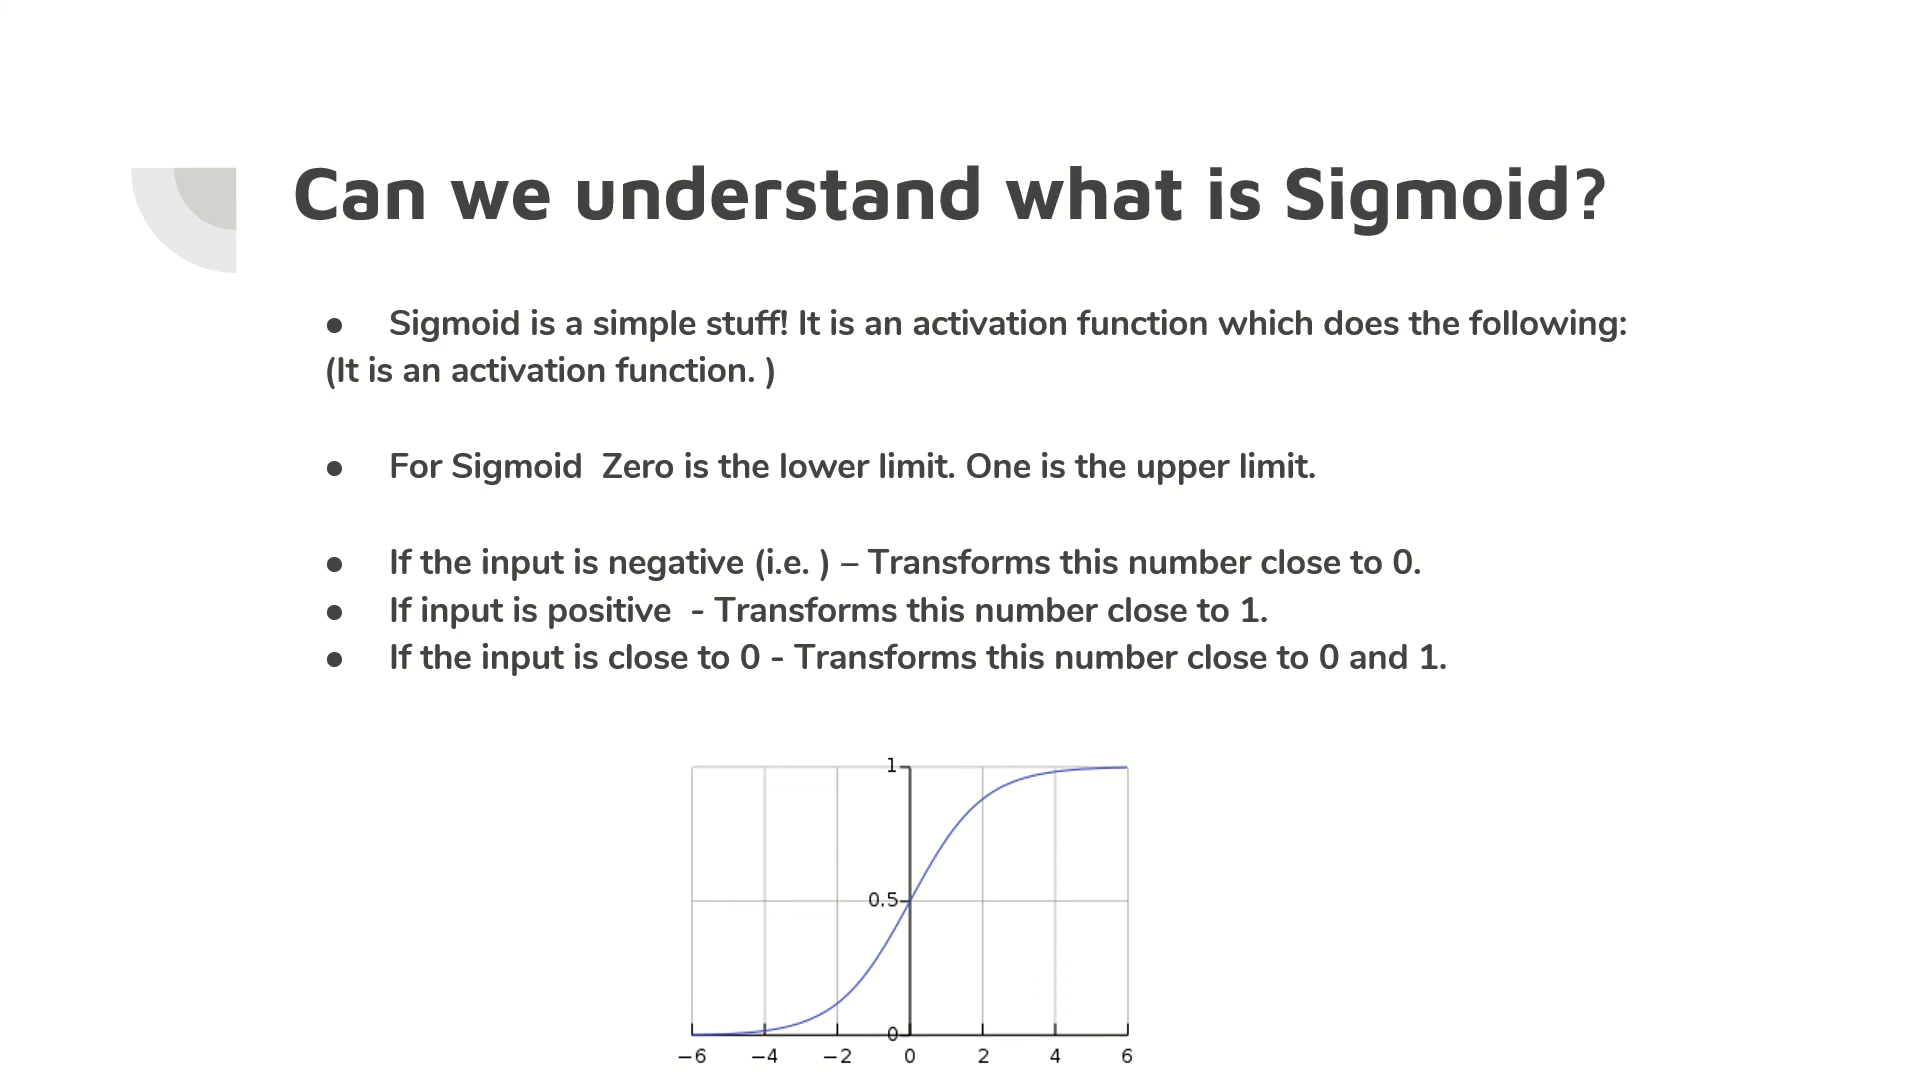 Can we understand what is Sigmoid?
● Sigmoid is a simple stuff! It is an activation function which does the following:
(It is an activation function. )
● For Sigmoid  Zero is the lower limit. One is the upper limit.
● If the input is negative (i.e. ) – Transforms this number close to 0.
● If input is positive  - Transforms this number close to 1.
● If the input is close to 0 - Transforms this number close to 0 and 1.
1
0.5
0
−6 −4 −2 0 2 4 6